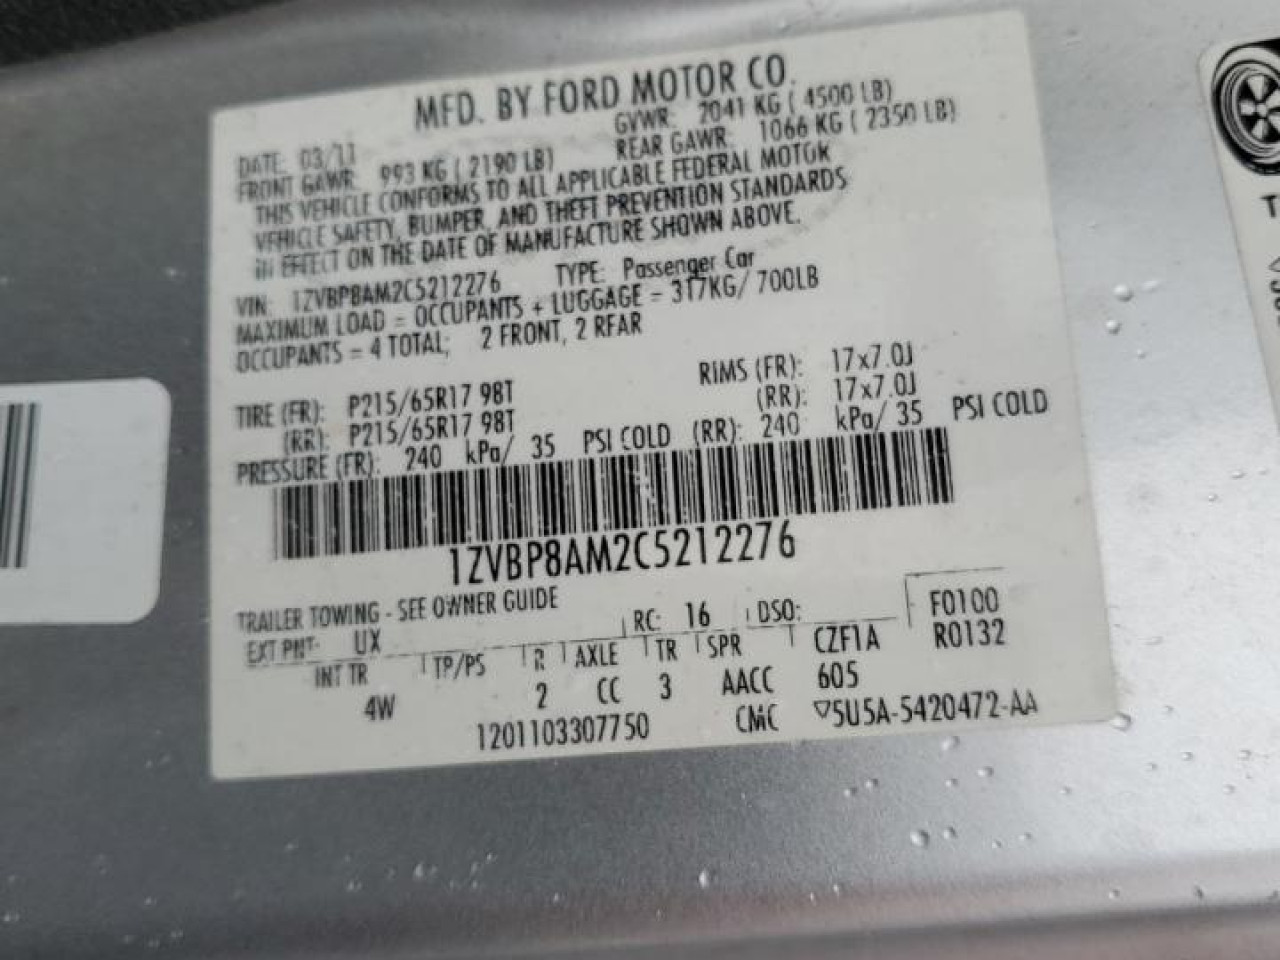 MFD. BY FORD MOTOR CO.
DATE: 03/11 GVWR: 2041 KG ( 4500 LB)
FRONT GAWR: 993 KG ( 2190 LB) REAR GAWR: 1066 KG ( 2350 LB)
THIS VEHICLE CONFORMS TO ALL APPLICABLE FEDERAL MOTOR
VEHICLE SAFETY, BUMPER, AND THEFT PREVENTION STANDARDS
IN EFFECT ON THE DATE OF MANUFACTURE SHOWN ABOVE.
VIN: 1ZVBP8AM2C5212276 TYPE: Passenger Car
MAXIMUM LOAD = OCCUPANTS + LUGGAGE = 317KG/ 700LB
OCCUPANTS = 4 TOTAL; 2 FRONT, 2 REAR
TIRE (FR): P215/65R17 98T RIMS (FR): 17x7.0J
(RR): P215/65R17 98T (RR): 17x7.0J
PRESSURE (FR): 240 kPa/ 35 PSI COLD (RR): 240 kPa/ 35 PSI COLD
1ZVBP8AM2C5212276
TRAILER TOWING - SEE OWNER GUIDE
EXT PNT: UX RC: 16 DSO: F0100
INT TR TP/PS R AXLE TR SPR CZF1A R0132
4W 2 CC 3 AACC 605
1201103307750 CMC ▽5U5A-5420472-AA